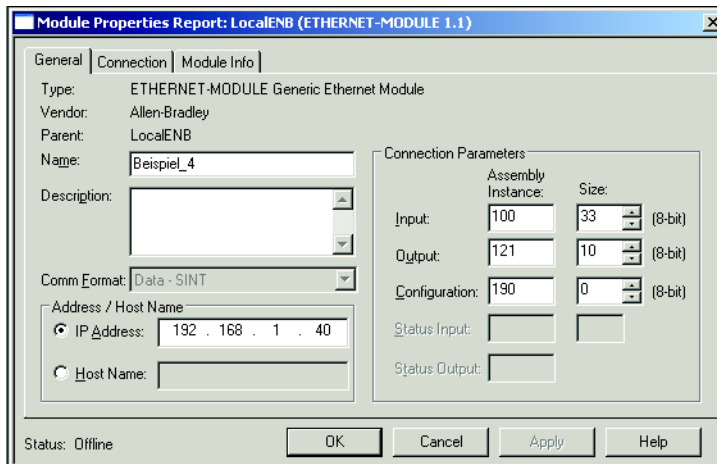 Module Properties Report: LocalENB (ETHERNET-MODULE 1.1)
General Connection Module Info
Type: ETHERNET-MODULE Generic Ethernet Module
Vendor: Allen-Bradley
Parent: LocalENB
Name: Beispiel_4
Description:
Comm Format: Data - SINT
Address / Host Name
IP Address: 192 . 168 . 1 . 40
Host Name:
Connection Parameters
Assembly
Instance: Size:
Input: 100 33 (8-bit)
Output: 121 10 (8-bit)
Configuration: 190 0 (8-bit)
Status Input:
Status Output:
Status: Offline
OK Cancel Apply Help